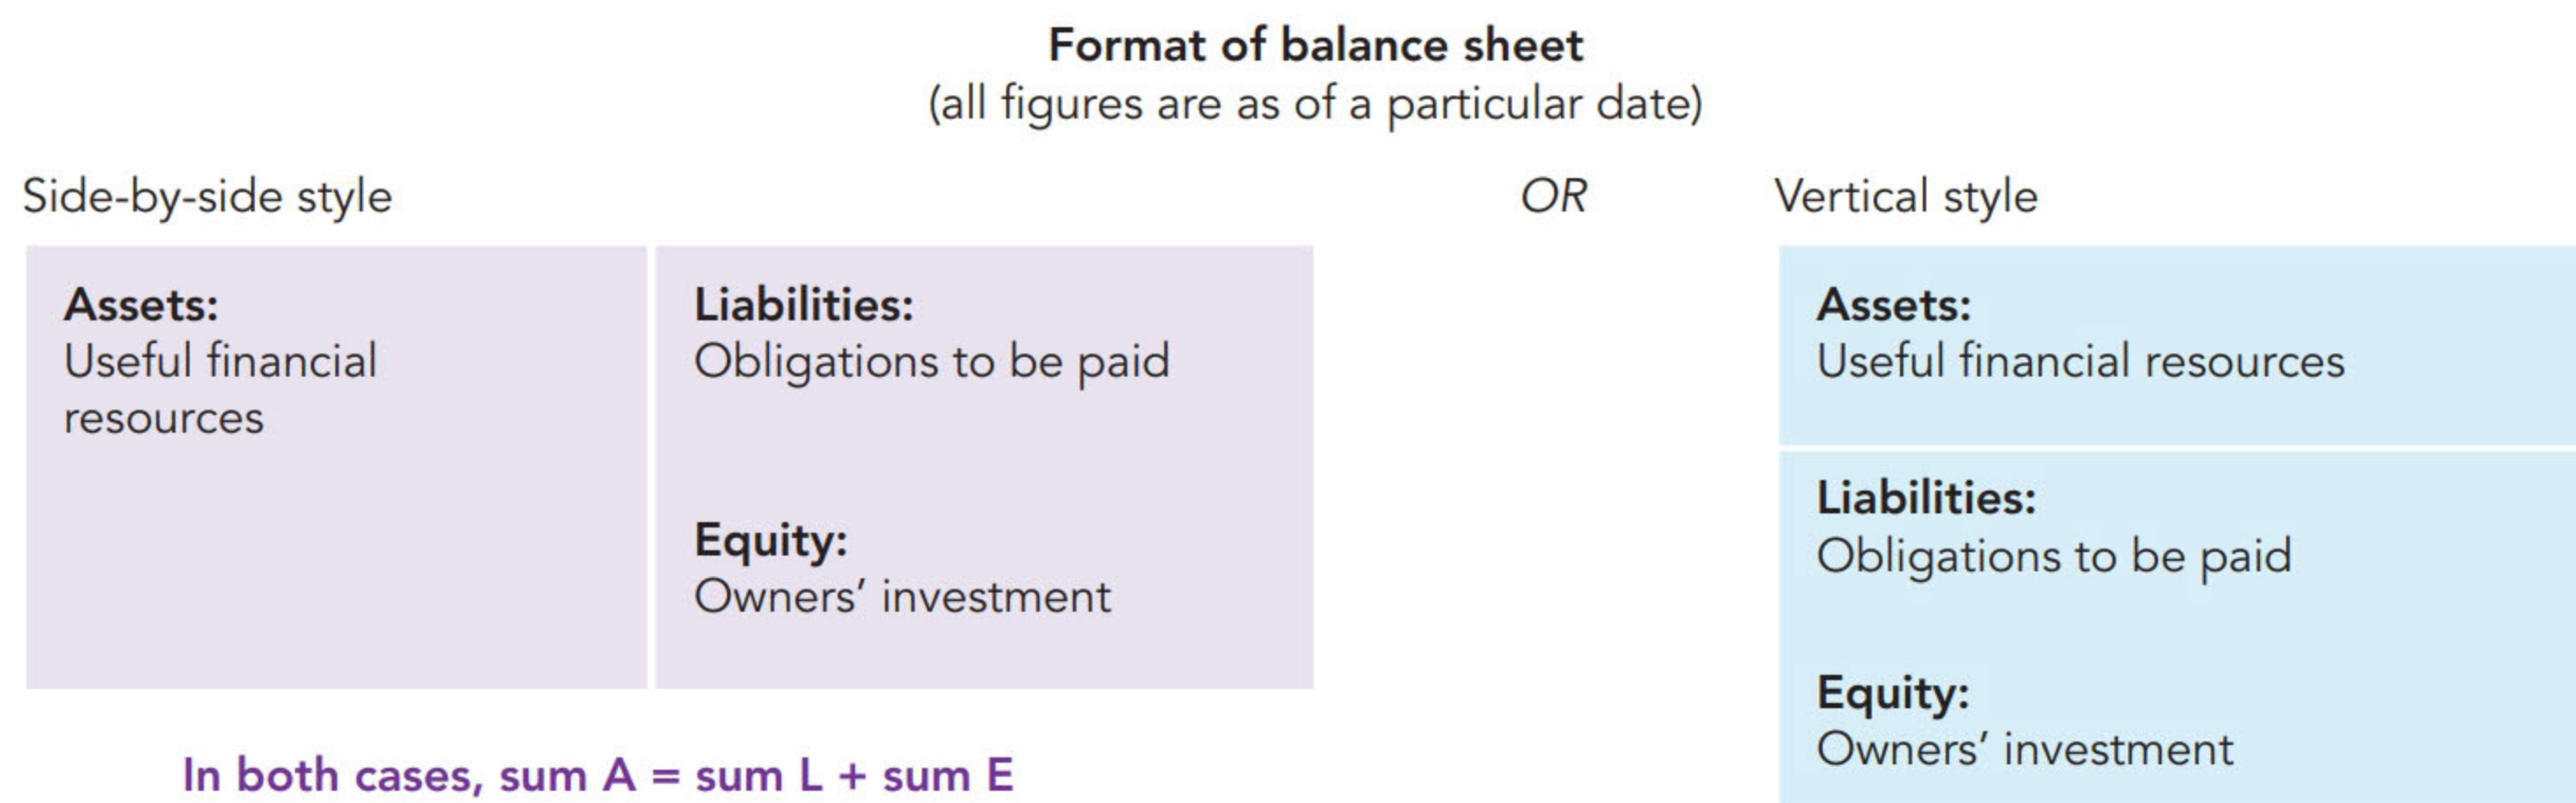 Format of balance sheet
(all figures are as of a particular date)
Side-by-side style
OR
Vertical style
Assets:
Useful financial
resources
Liabilities:
Obligations to be paid
Equity:
Owners’ investment
Assets:
Useful financial resources
Liabilities:
Obligations to be paid
Equity:
Owners’ investment
In both cases, sum A = sum L + sum E